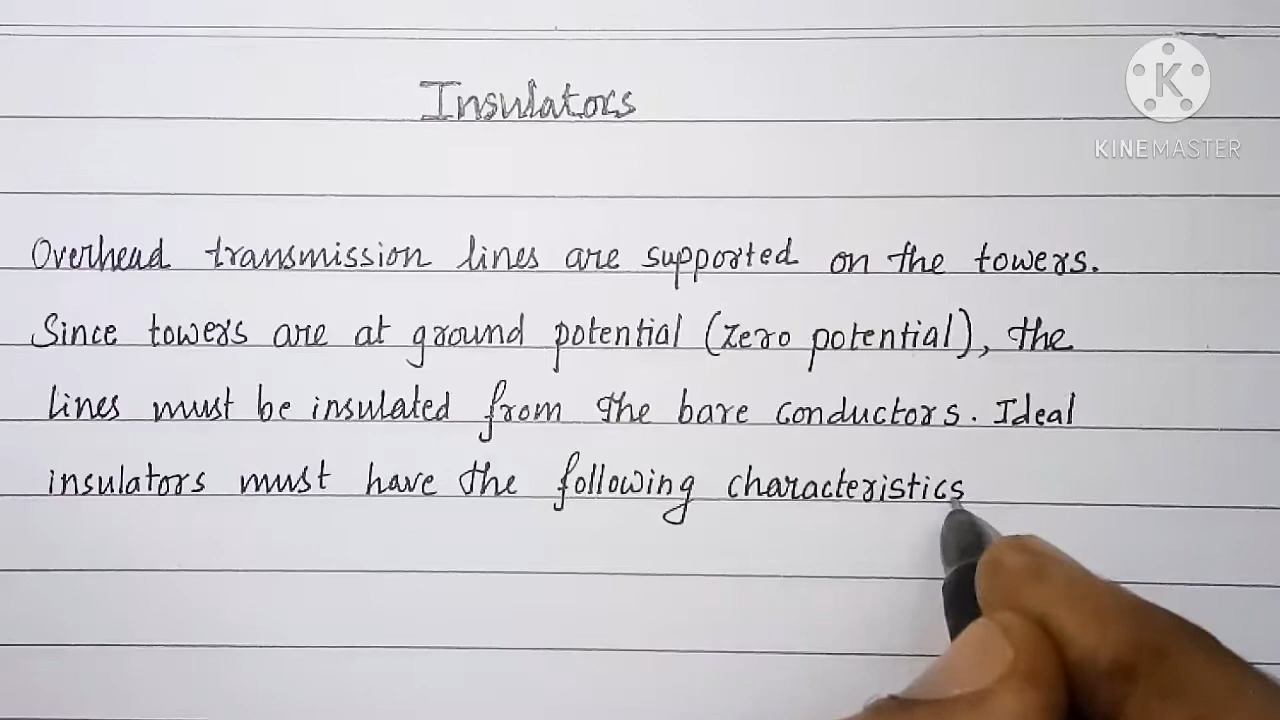 Insulators
K
KINEMASTER
Overhead transmission lines are supported on the towers.
Since towers are at ground potential (zero potential), the
lines must be insulated from the bare conductors. Ideal
insulators must have the following characteristics